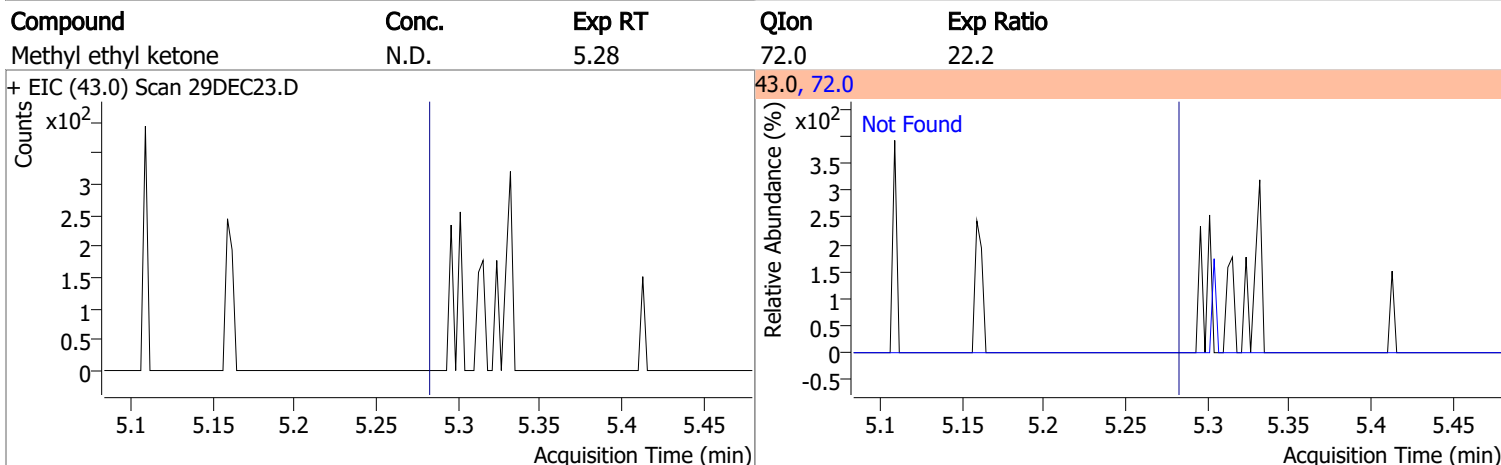 Compound Conc. Exp RT QIon Exp Ratio
Methyl ethyl ketone N.D. 5.28 72.0 22.2
+ EIC (43.0) Scan 29DEC23.D
Counts
x10²
3
2.5
2
1.5
1
0.5
0
5.1 5.15 5.2 5.25 5.3 5.35 5.4 5.45
Acquisition Time (min)
43.0, 72.0
Relative Abundance (%)
x10²
Not Found
3.5
3
2.5
2
1.5
1
0.5
0
-0.5
5.1 5.15 5.2 5.25 5.3 5.35 5.4 5.45
Acquisition Time (min)